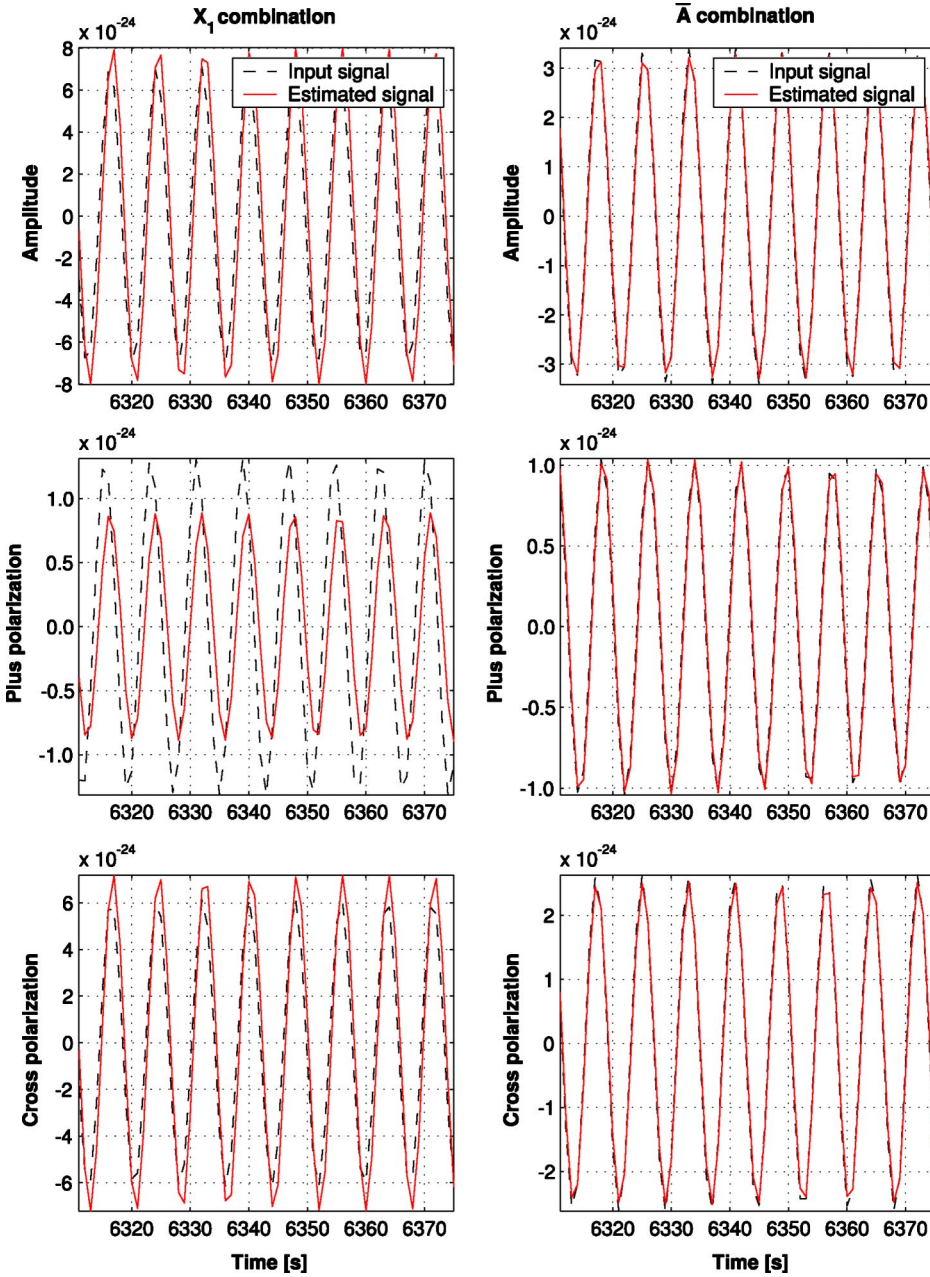 X1 combination
x 10-24
8
6
4
2
0
-2
-4
-6
-8
Amplitude
Input signal
Estimated signal
6320 6330 6340 6350 6360 6370
A̅ combination
x 10-24
3
2
1
0
-1
-2
-3
Amplitude
Input signal
Estimated signal
6320 6330 6340 6350 6360 6370
x 10-24
1.0
0.5
0.0
-0.5
-1.0
Plus polarization
6320 6330 6340 6350 6360 6370
x 10-24
1.0
0.5
0.0
-0.5
-1.0
Plus polarization
6320 6330 6340 6350 6360 6370
x 10-24
6
4
2
0
-2
-4
-6
Cross polarization
6320 6330 6340 6350 6360 6370
Time [s]
x 10-24
2
1
0
-1
-2
Cross polarization
6320 6330 6340 6350 6360 6370
Time [s]